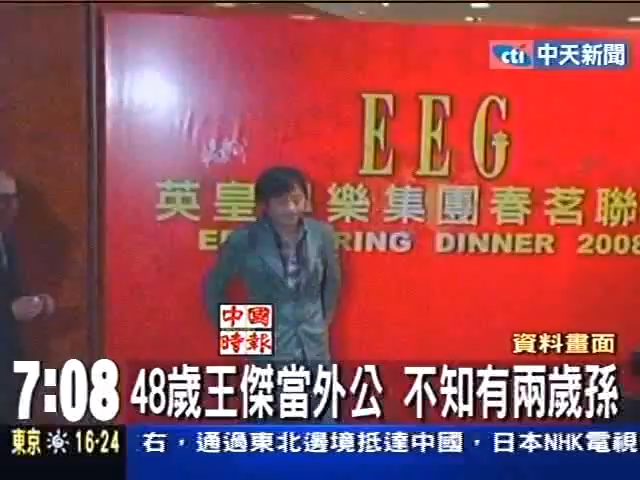 cti 中天新聞
EEG
英皇樂集團春茗聯
RING DINNER 2008
中國
時報
資料畫面
7:08 48歲王傑當外公 不知有兩歲孫
東京 16-24 右，通過東北邊境抵達中國，日本NHK電視